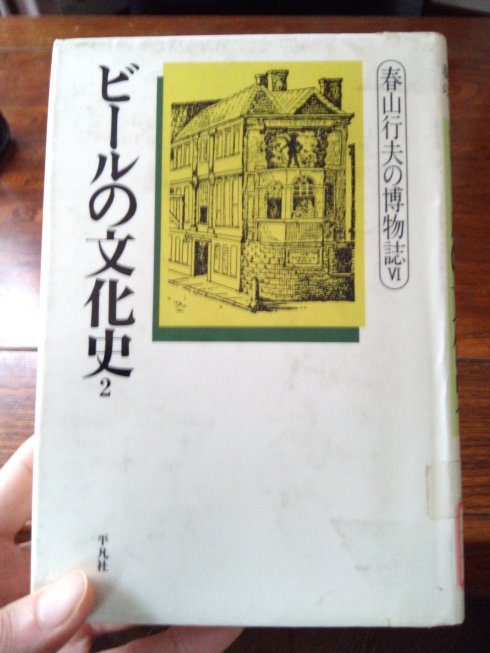 春山行夫の博物誌Ⅵ
ビールの文化史2
平凡社